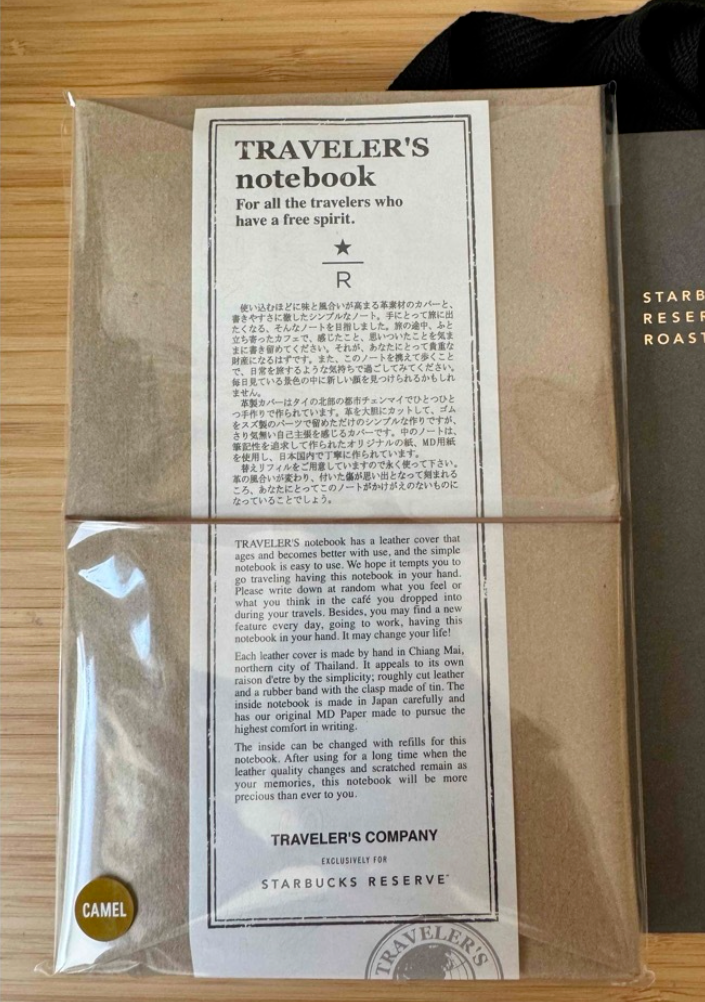 TRAVELER'S
notebook
For all the travelers who
have a free spirit.
★
R
使い込むほどに味と風合いが高まる革素材のカバーと、
書きやすさに徹したシンプルなノート。手にとって旅に出
たくなる、そんなノートを目指しました。旅の途中、ふと
立ち寄ったカフェで、感じたこと、思いついたことを気ま
まに書き留めてください。それが、あなたにとって貴重な
財産になるはずです。また、このノートを携えて歩くこと
で、日常を旅するような気持ちで過ごしてみてください。
毎日見ている景色の中に新しい顔を見つけられるかもしれ
ません。
革製カバーはタイの北部の都市チェンマイでひとつひと
つ手作りで作られています。革を大胆にカットして、ゴム
をスズ製のパーツで留めただけのシンプルな作りですが、
さり気無い自己主張を感じるカバーです。中のノートは、
筆記性を追求して作られたオリジナルの紙、MD用紙
を使用し、日本国内で丁寧に作られています。
替えリフィルをご用意していますので永く使って下さい。
革の風合いが変わり、付いた傷が思い出となって刻まれる
ころ、あなたにとってこのノートがかけがえのないものに
なっていることでしょう。
TRAVELER'S notebook has a leather cover that
ages and becomes better with use, and the simple
notebook is easy to use. We hope it tempts you to
go traveling having this notebook in your hand.
Please write down at random what you feel or
what you think in the café you dropped into
during your travels. Besides, you may find a new
feature every day, going to work, having this
notebook in your hand. It may change your life!
Each leather cover is made by hand in Chiang Mai,
northern city of Thailand. It appeals to its own
raison d'etre by the simplicity; roughly cut leather
and a rubber band with the clasp made of tin. The
inside notebook is made in Japan carefully and
has our original MD Paper made to pursue the
highest comfort in writing.
The inside can be changed with refills for this
notebook. After using for a long time when the
leather quality changes and scratched remain as
your memories, this notebook will be more
precious than ever to you.
TRAVELER'S COMPANY
EXCLUSIVELY FOR
STARBUCKS RESERVE™
TRAVELER'S
CAMEL
STARB
RESER
ROAST